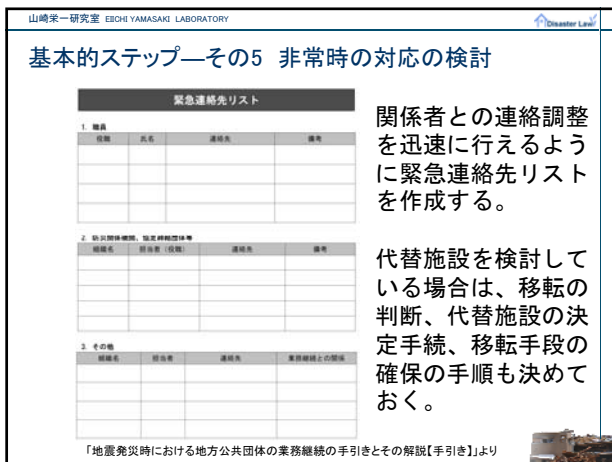 山崎栄一研究室 EIICHI YAMASAKI LABORATORY
Disaster Law
基本的ステップ―その5 非常時の対応の検討
緊急連絡先リスト
1. 職員
役職 氏名 連絡先 備考
2. 防災関係機関、協定締結団体等
組織名 担当者(役職) 連絡先 備考
3. その他
組織名 担当者 連絡先 業務継続との関係
関係者との連絡調整
を迅速に行えるよう
に緊急連絡先リスト
を作成する。
代替施設を検討して
いる場合は、移転の
判断、代替施設の決
定手続、移転手段の
確保の手順も決めて
おく。
「地震発災時における地方公共団体の業務継続の手引きとその解説【手引き】」より